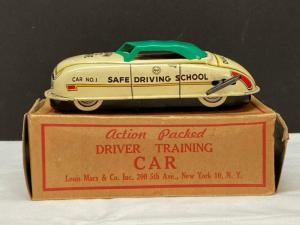 CAR NO.1
SAFE DRIVING SCHOOL
Action Packed
DRIVER TRAINING
CAR
Louis Marx & Co. Inc. 200 5th Ave., New York 10, N. Y.